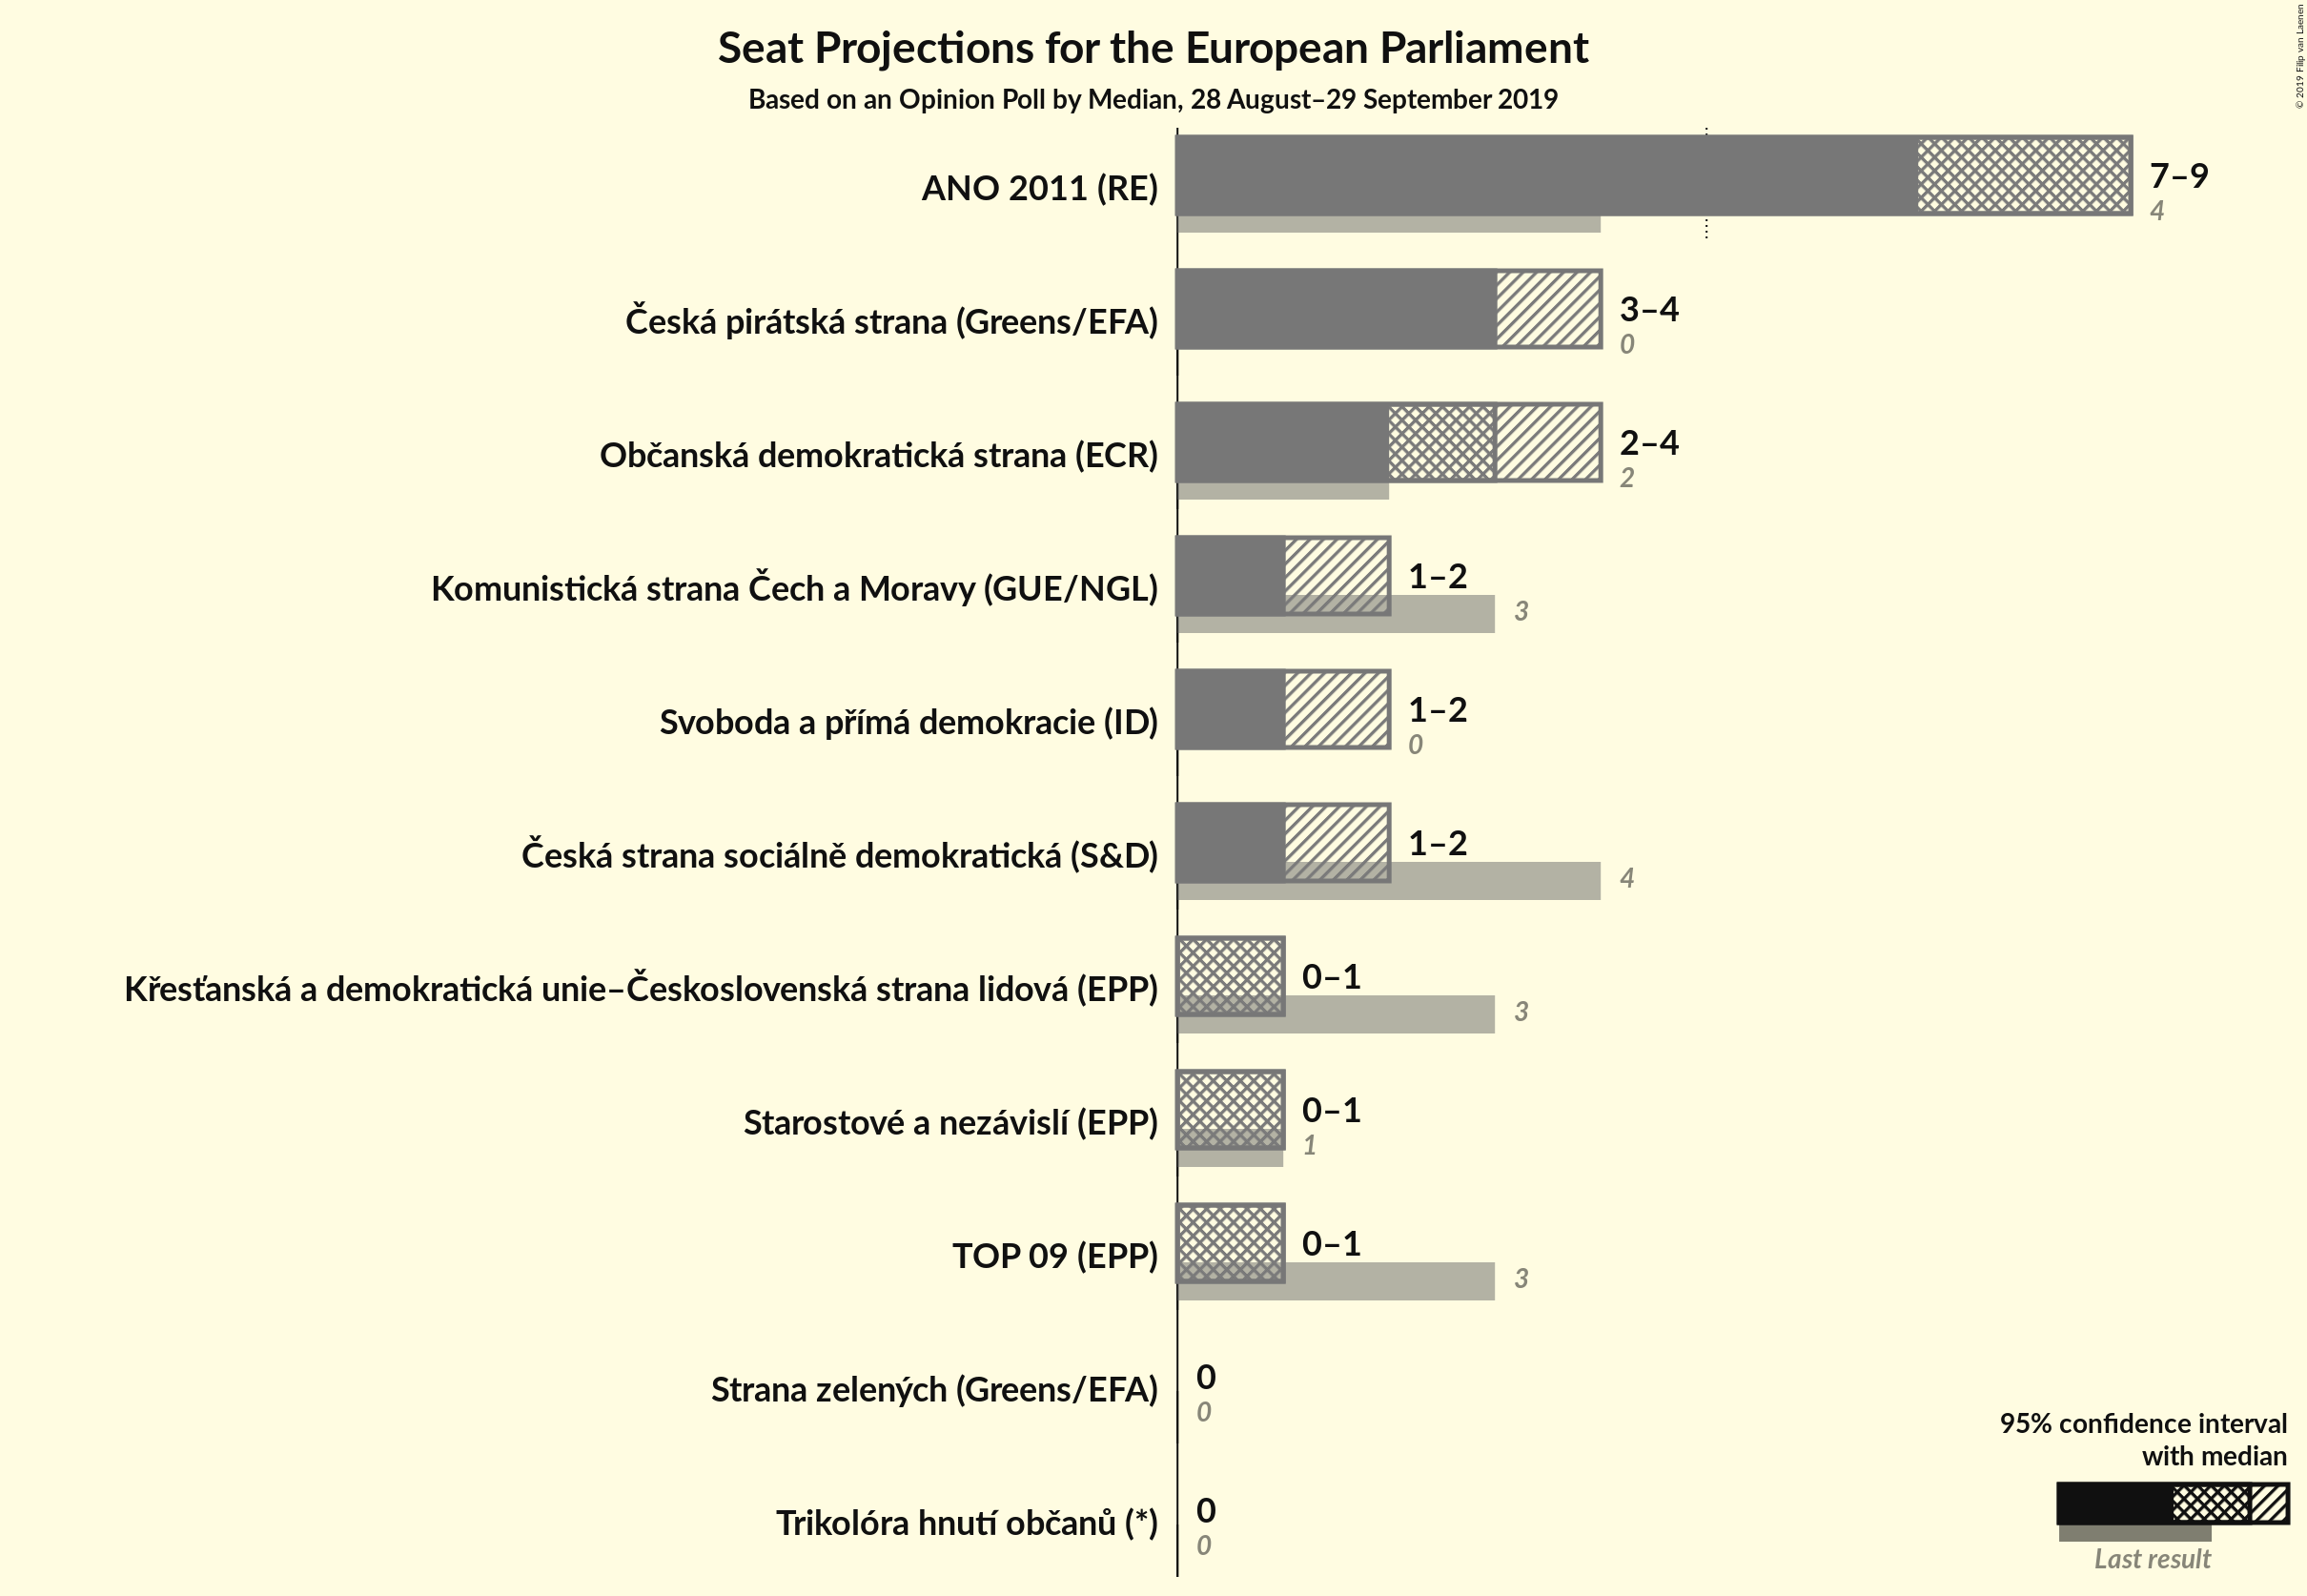 Seat Projections for the European Parliament
Based on an Opinion Poll by Median, 28 August–29 September 2019
© 2019 Filip van Laenen
ANO 2011 (RE)
7–9
4
Česká pirátská strana (Greens/EFA)
3–4
0
Občanská demokratická strana (ECR)
2–4
2
Komunistická strana Čech a Moravy (GUE/NGL)
1–2
3
Svoboda a přímá demokracie (ID)
1–2
0
Česká strana sociálně demokratická (S&D)
1–2
4
Křesťanská a demokratická unie–Československá strana lidová (EPP)
0–1
3
Starostové a nezávislí (EPP)
0–1
1
TOP 09 (EPP)
0–1
3
Strana zelených (Greens/EFA)
0
0
Trikolóra hnutí občanů (*)
0
0
95% confidence interval
with median
Last result